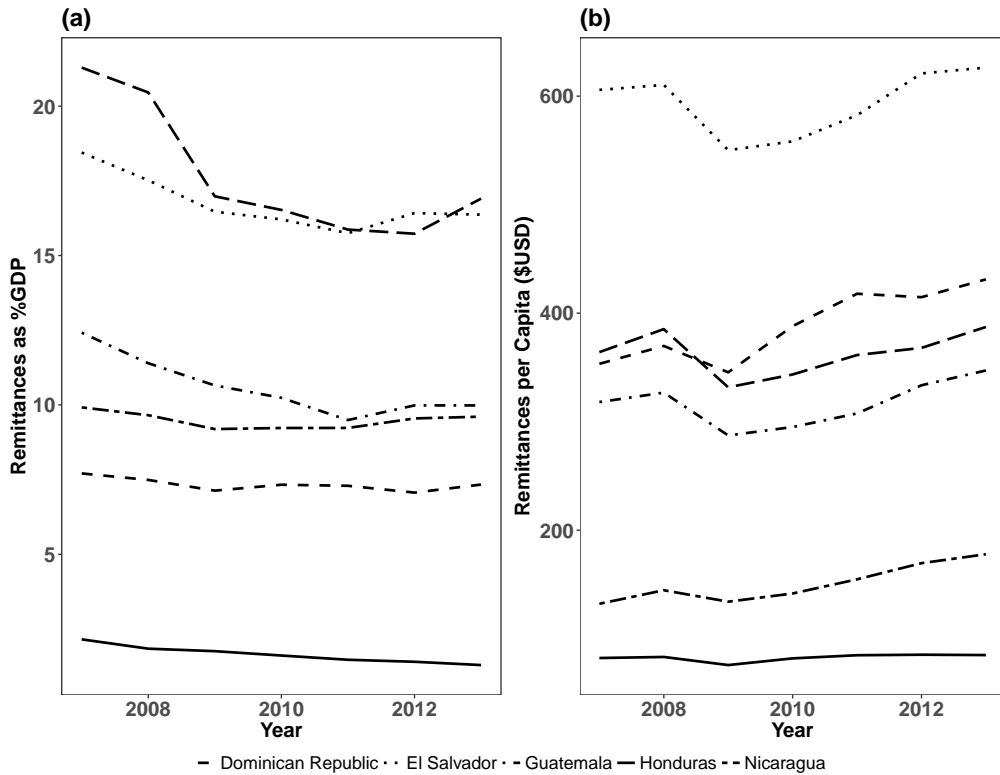 (a)
(b)
Remittances as %GDP
20
15
10
5
2008
2010
2012
Year
Remittances per Capita ($USD)
600
400
200
2008
2010
2012
Year
Dominican Republic
El Salvador
Guatemala
Honduras
Nicaragua